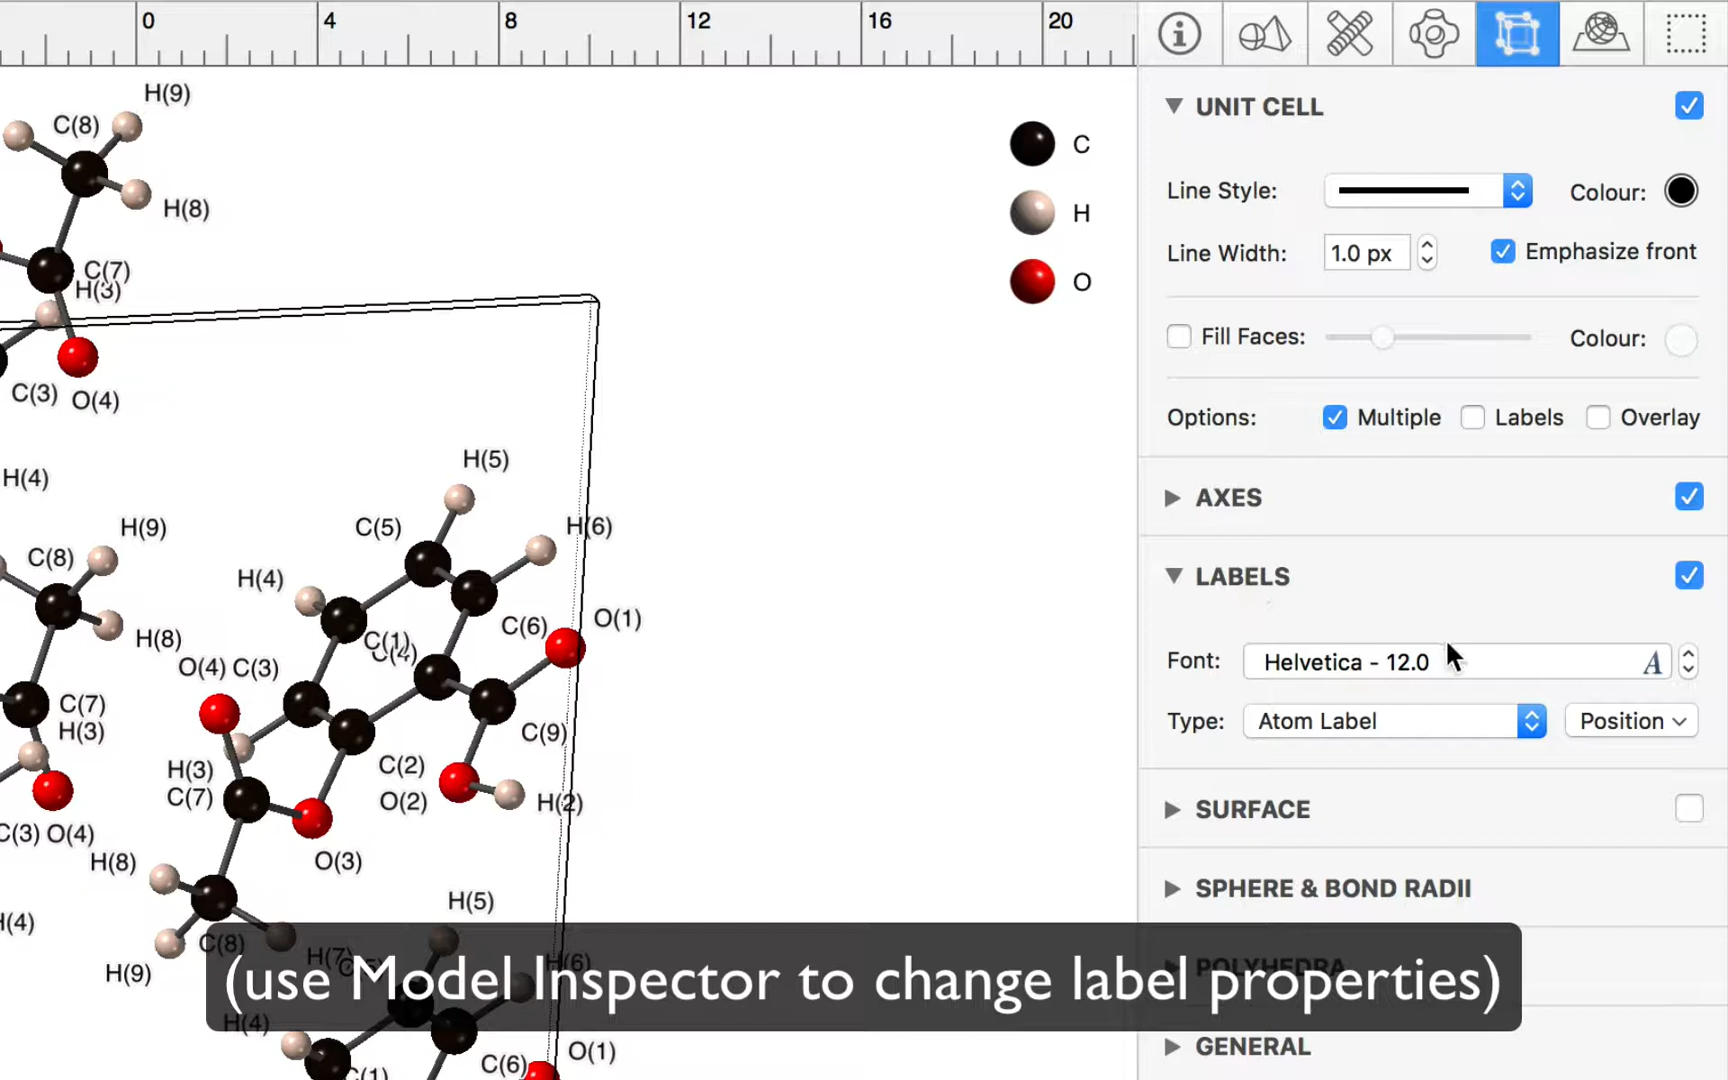 0 4 8 12 16 20
H(9)
C(8)
H(8)
C(7)
H(3)
C(3) O(4)
C
H
O
H(4)
H(5)
H(9)
C(5)
H(6)
C(8)
H(4)
H(8)
C(6)
O(1)
C(1)
C(4)
O(4) C(3)
C(7)
H(3)
C(9)
H(3)
C(2)
C(7)
O(2)
H(2)
C(3) O(4)
H(8)
O(3)
H(5)
H(4)
C(8)
H(7)
H(6)
H(9)
H(4)
C(6)
O(1)
C(1)
UNIT CELL
Line Style: Colour:
Line Width: 1.0 px Emphasize front
Fill Faces: Colour:
Options: Multiple Labels Overlay
AXES
LABELS
Font: Helvetica - 12.0 A
Type: Atom Label Position
SURFACE
SPHERE & BOND RADII
POLYHEDRA
GENERAL
(use Model Inspector to change label properties)